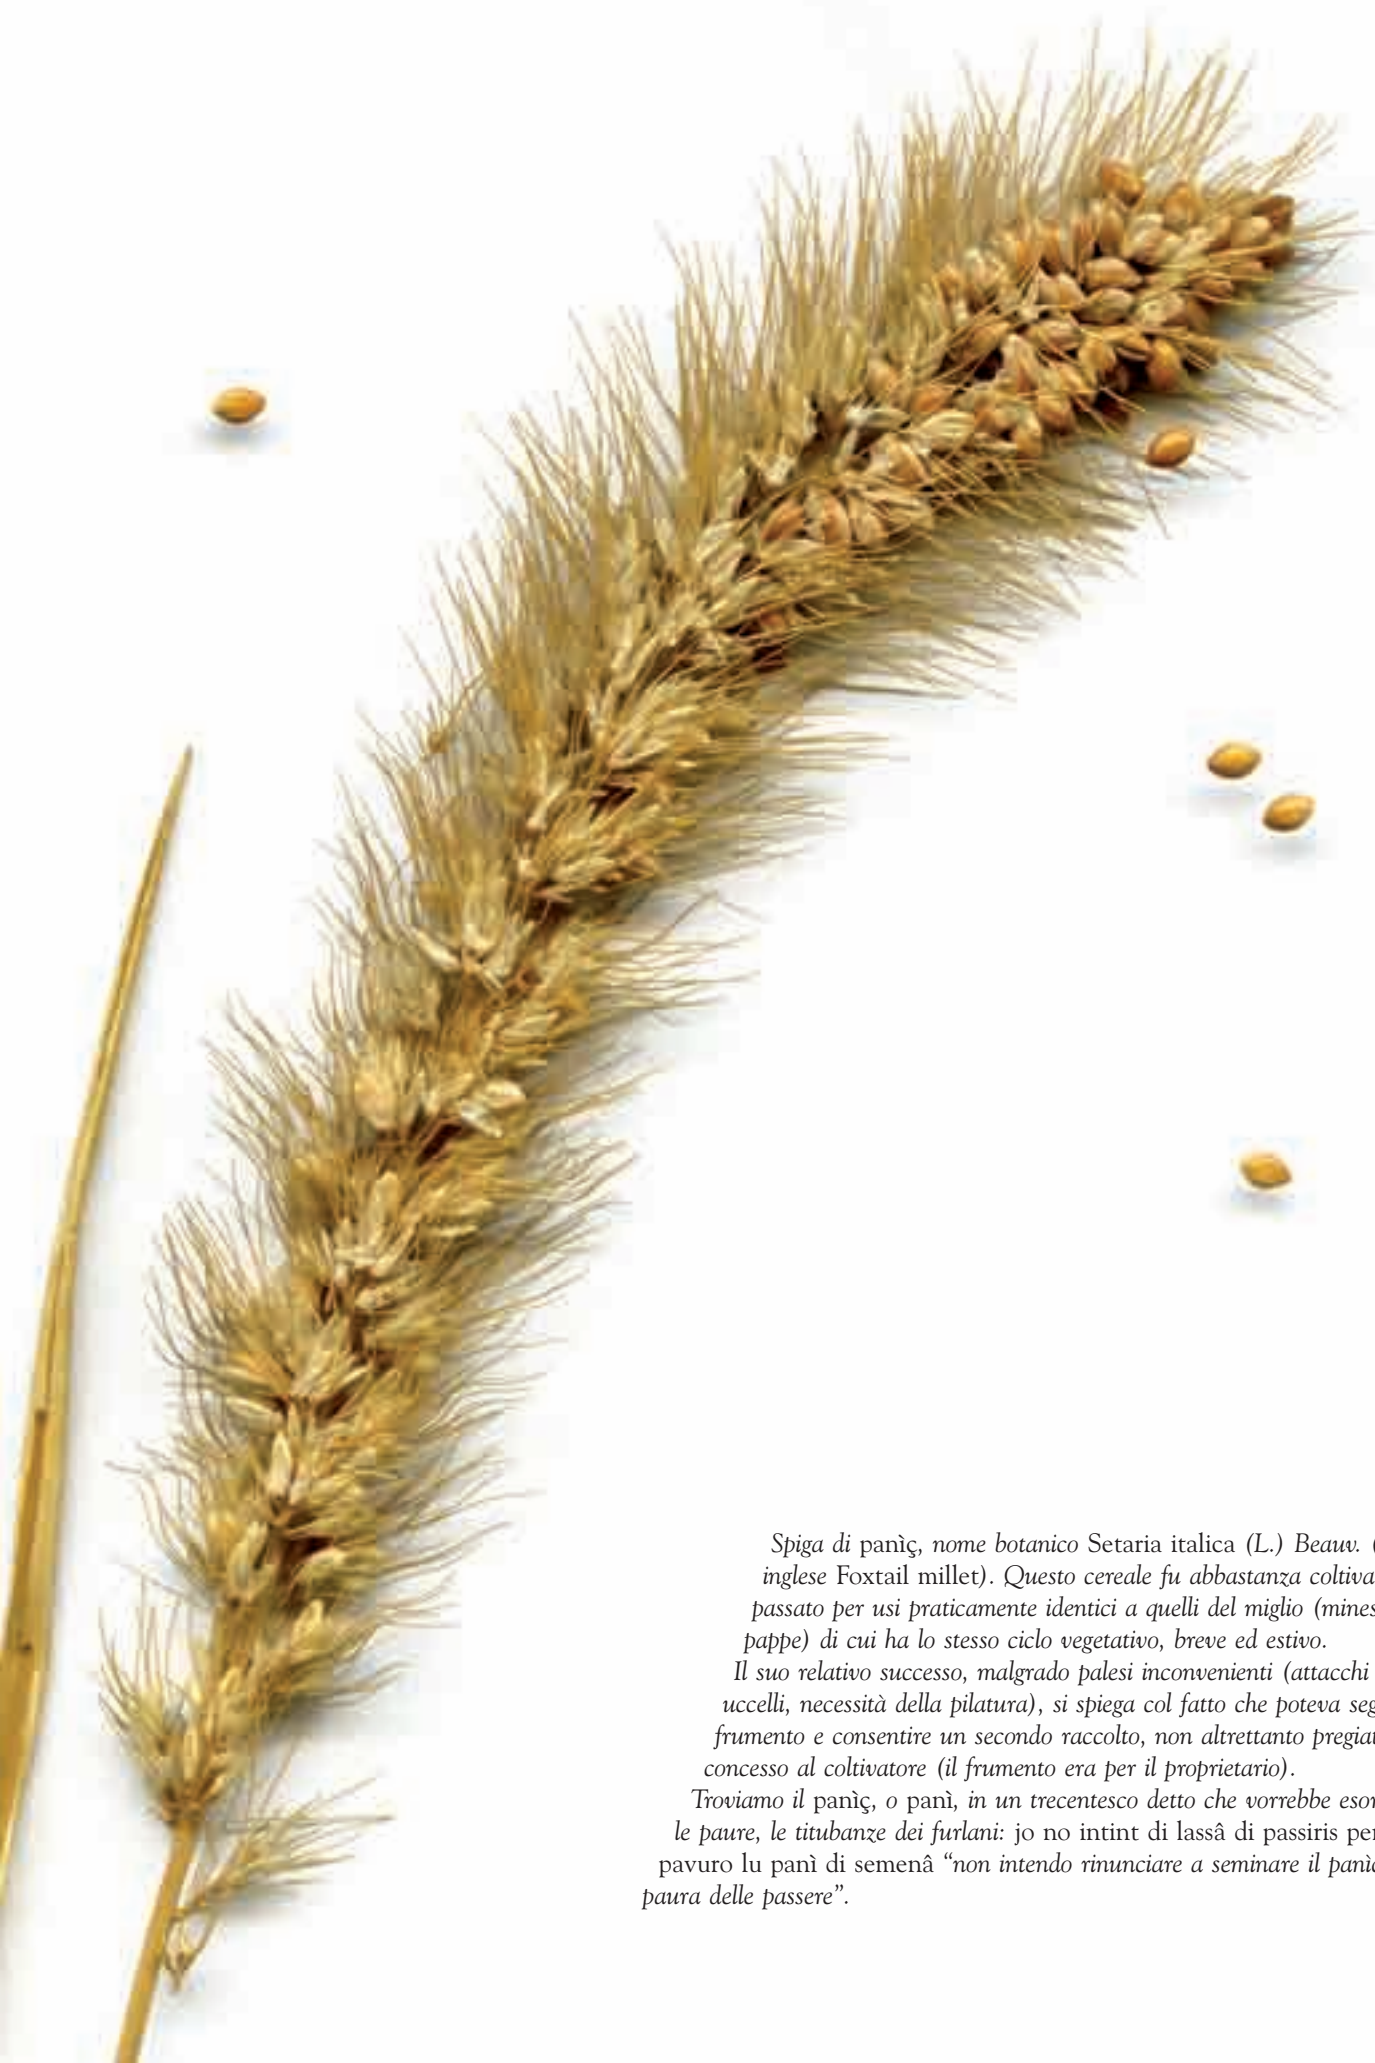 Spiga di panìç, nome botanico Setaria italica (L.) Beauv. (
inglese Foxtail millet). Questo cereale fu abbastanza coltiva
passato per usi praticamente identici a quelli del miglio (mines
pappe) di cui ha lo stesso ciclo vegetativo, breve ed estivo.
Il suo relativo successo, malgrado palesi inconvenienti (attacchi
uccelli, necessità della pilatura), si spiega col fatto che poteva seg
frumento e consentire un secondo raccolto, non altrettanto pregiat
concesso al coltivatore (il frumento era per il proprietario).
Troviamo il panìç, o panì, in un trecentesco detto che vorrebbe esor
le paure, le titubanze dei furlani: jo no intint di lassâ di passiris per
pavuro lu panì di semenâ “non intendo rinunciare a seminare il panìc
paura delle passere”.